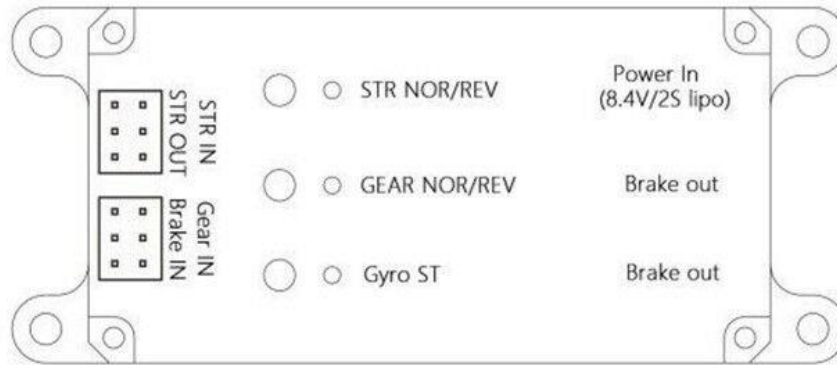 STR IN
STR OUT
Gear IN
Brake IN
STR NOR/REV
GEAR NOR/REV
Gyro ST
Power In
(8.4V/2S lipo)
Brake out
Brake out